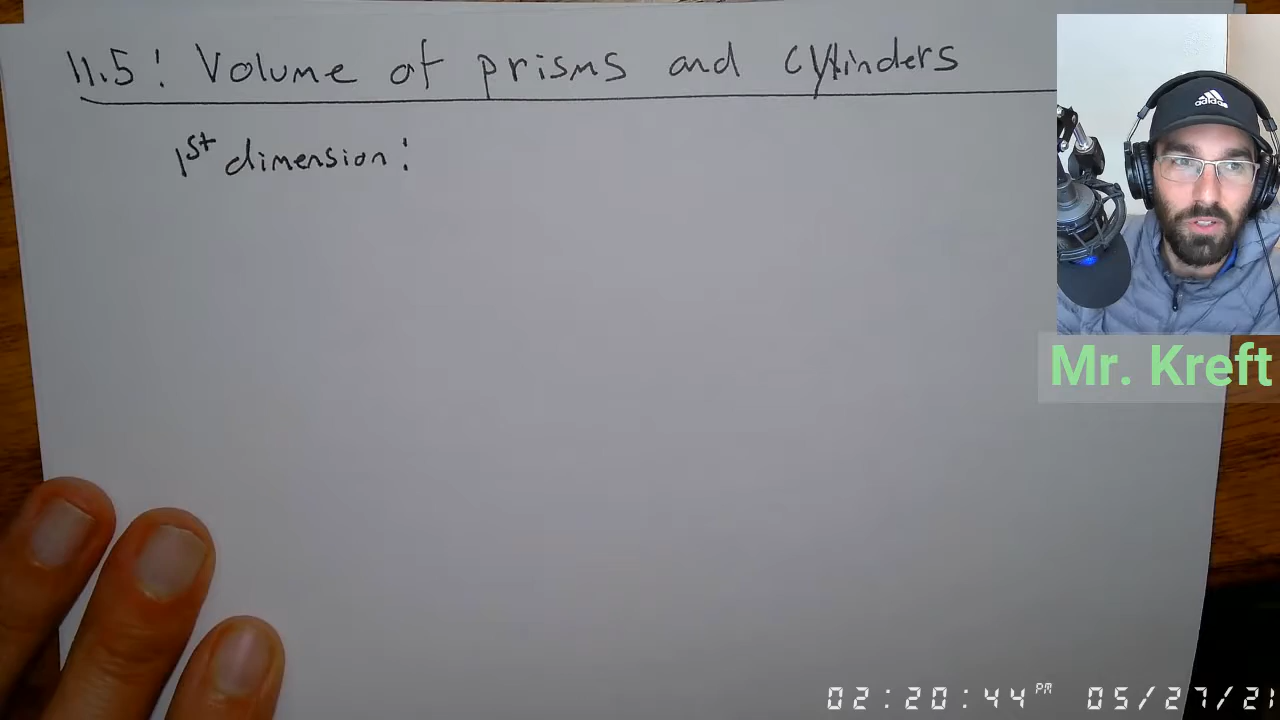 11.5: Volume of prisms and cylinders
1st dimension:
adidas
Mr. Kreft
02:20:44 PM 05/27/21